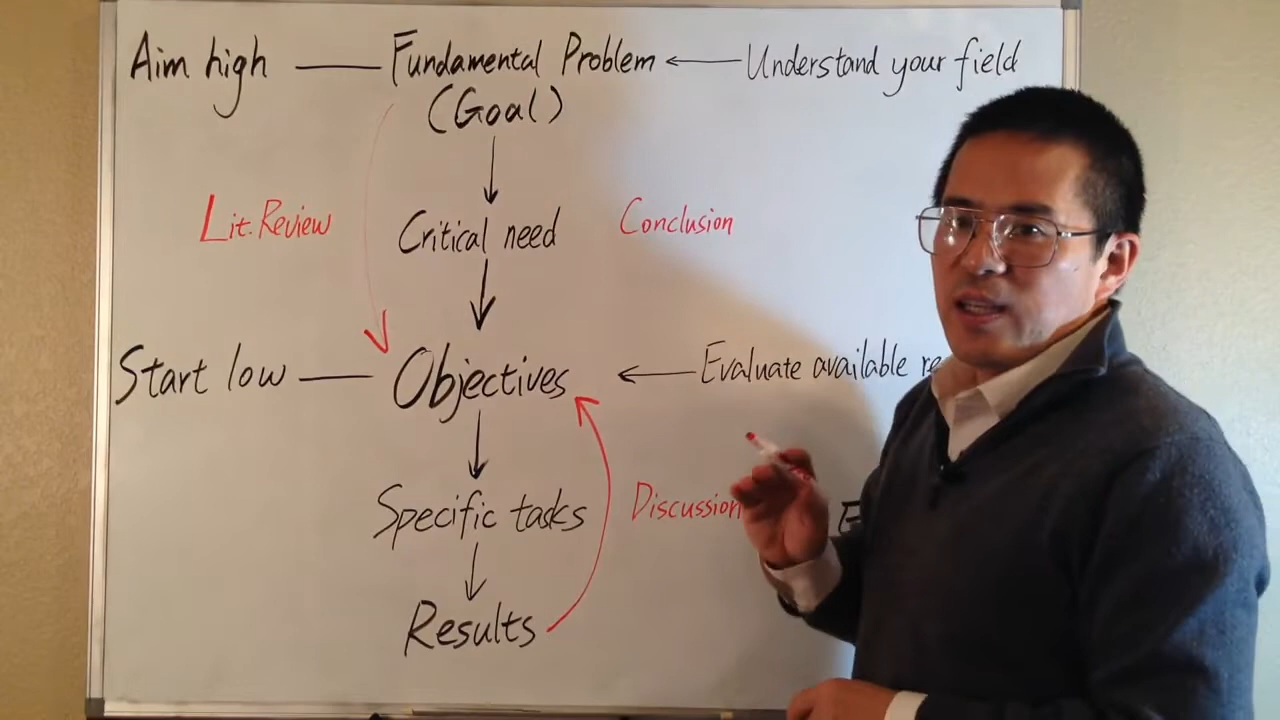 Aim high — Fundamental Problem ← Understand your field
(Goal)
Lit. Review Critical need Conclusion
Start low — Objectives ← Evaluate available
Specific tasks Discussion
Results